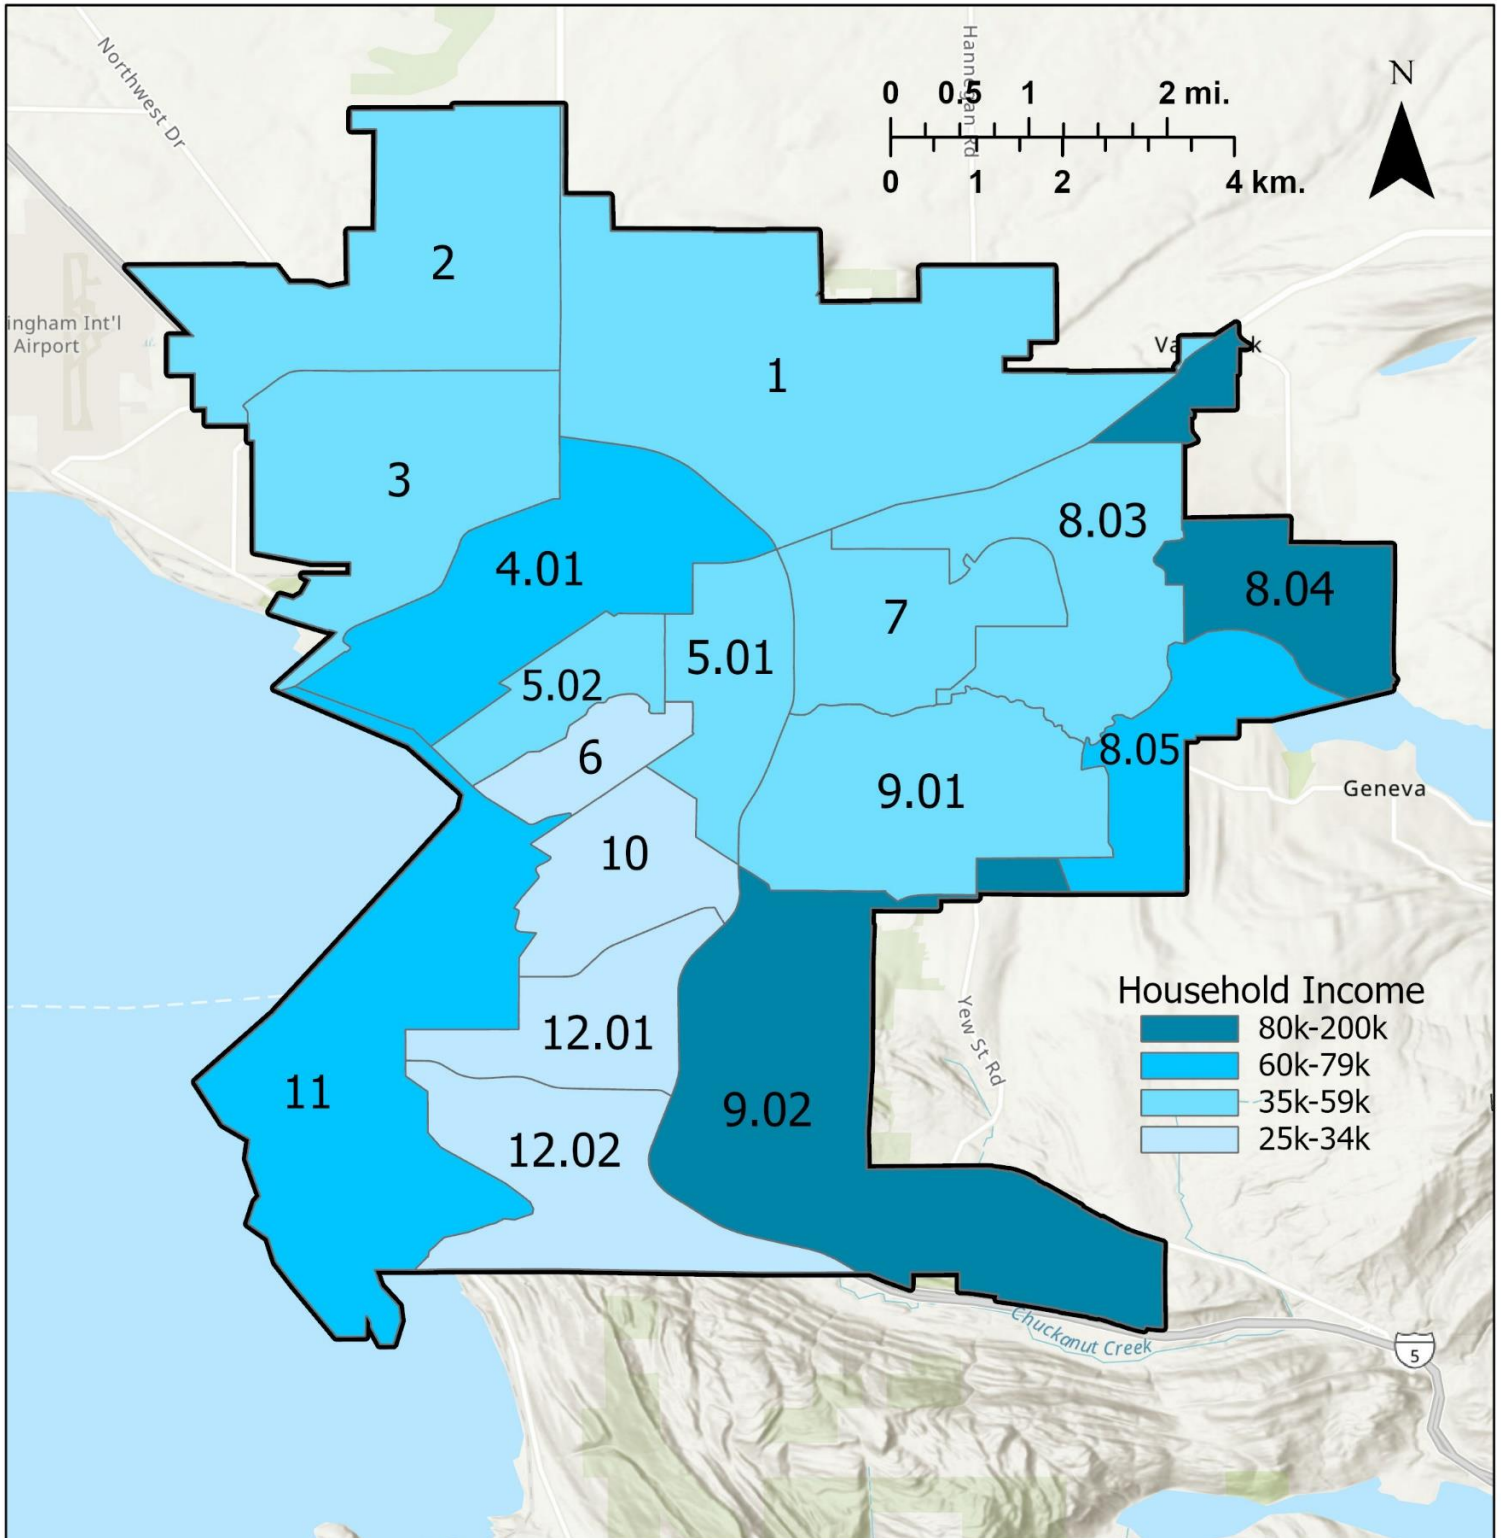 Northwest Dr
Hannegan Rd
0 0.5 1 2 mi.
0 1 2 4 km.
N
ingham Int'l
Airport
2
1
Va k
3
8.03
4.01
8.04
7
5.01
5.02
6
8.05
9.01
Geneva
10
Household Income
80k-200k
60k-79k
35k-59k
25k-34k
Yew St Rd
12.01
11
9.02
12.02
Chuckanut Creek
5